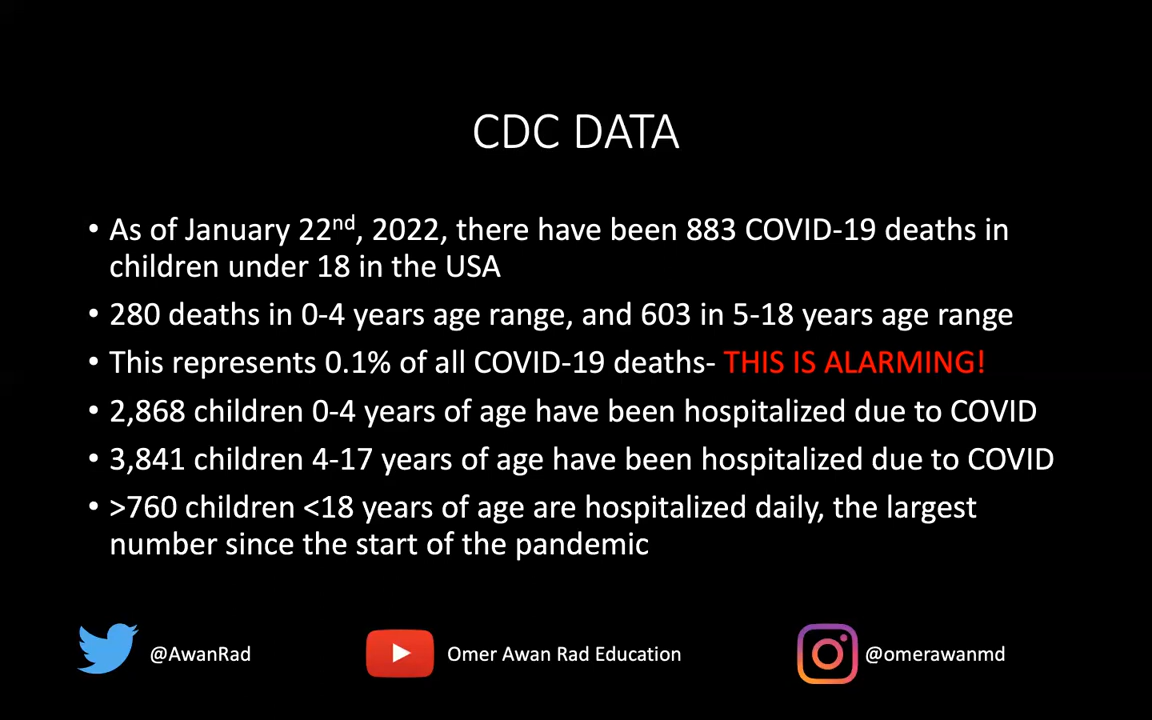 CDC DATA
• As of January 22nd, 2022, there have been 883 COVID-19 deaths in
children under 18 in the USA
• 280 deaths in 0-4 years age range, and 603 in 5-18 years age range
• This represents 0.1% of all COVID-19 deaths- THIS IS ALARMING!
• 2,868 children 0-4 years of age have been hospitalized due to COVID
• 3,841 children 4-17 years of age have been hospitalized due to COVID
• >760 children <18 years of age are hospitalized daily, the largest
number since the start of the pandemic
@AwanRad Omer Awan Rad Education @omerawanmd